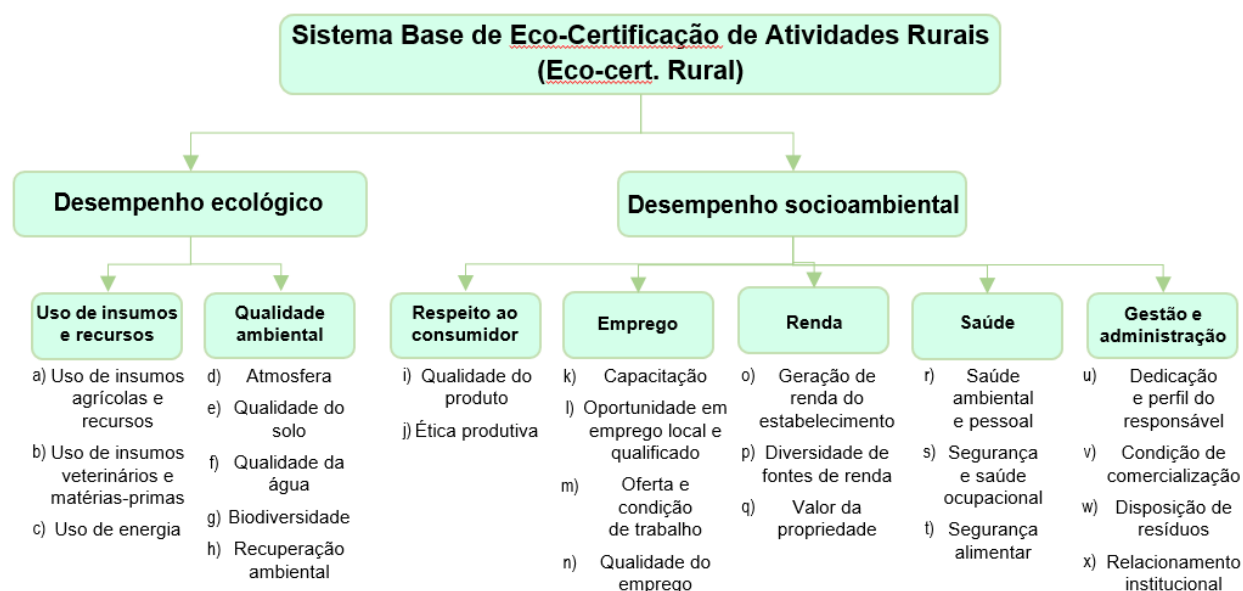 Sistema Base de Eco-Certificação de Atividades Rurais
(Eco-cert. Rural)
Desempenho ecológico
Desempenho socioambiental
Uso de insumos
e recursos
a) Uso de insumos
agrícolas e
recursos
b) Uso de insumos
veterinários e
matérias-primas
c) Uso de energia
Qualidade
ambiental
d) Atmosfera
e) Qualidade do
solo
f) Qualidade da
água
g) Biodiversidade
h) Recuperação
ambiental
Respeito ao
consumidor
i) Qualidade do
produto
j) Ética produtiva
Emprego
k) Capacitação
l) Oportunidade em
emprego local e
qualificado
m) Oferta e
condição
de trabalho
n) Qualidade do
emprego
Renda
o) Geração de
renda do
estabelecimento
p) Diversidade de
fontes de renda
q) Valor da
propriedade
Saúde
r) Saúde
ambiental
e pessoal
s) Segurança
e saúde
ocupacional
t) Segurança
alimentar
Gestão e
administração
u) Dedicação
e perfil do
responsável
v) Condição de
comercialização
w) Disposição de
resíduos
x) Relacionamento
institucional